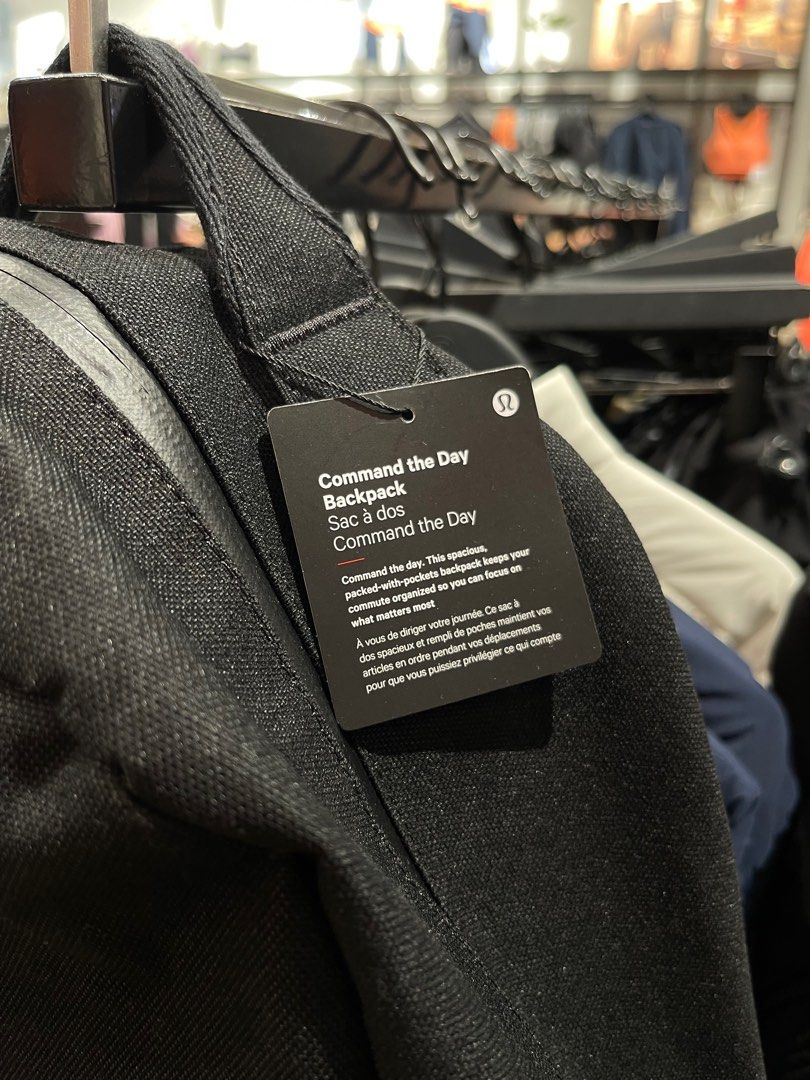 Command the Day
Backpack
Sac à dos
Command the Day
Command the day. This spacious,
packed-with-pockets backpack keeps your
commute organized so you can focus on
what matters most
À vous de diriger votre journée. Ce sac à
dos spacieux et rempli de poches maintient vos
articles en ordre pendant vos déplacements
pour que vous puissiez privilégier ce qui compte